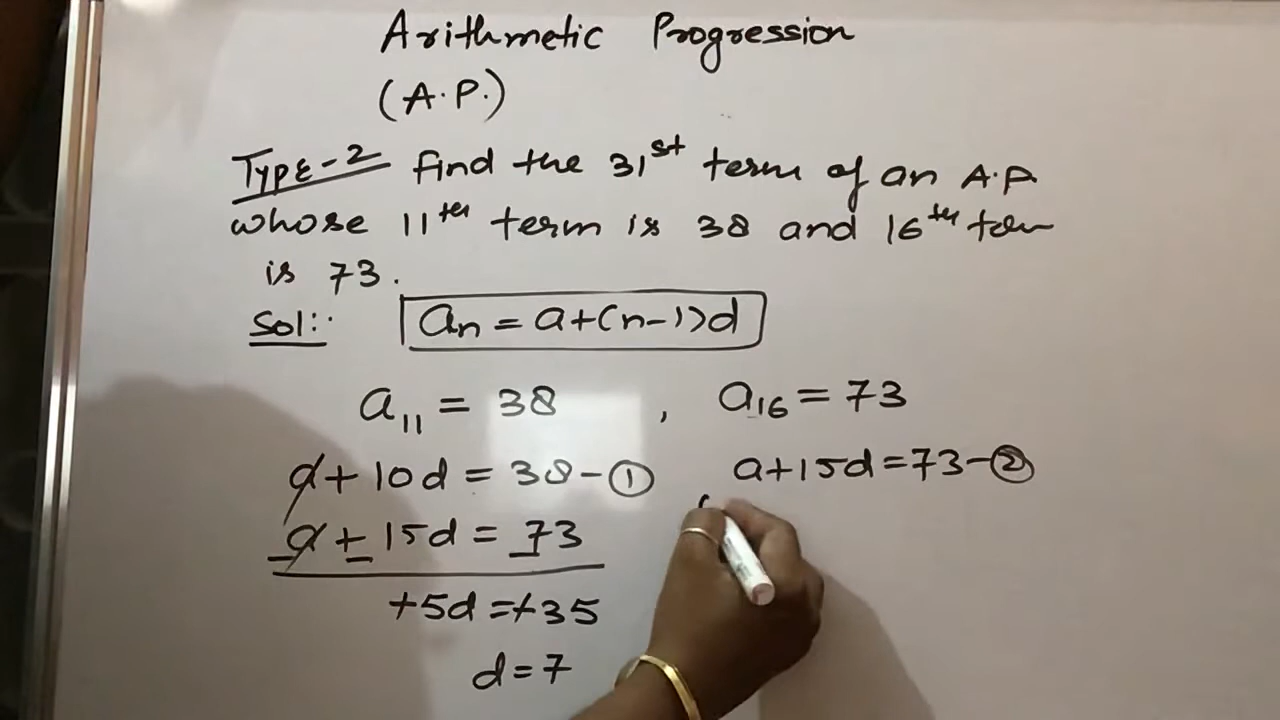 Arithmetic Progression
(A.P.)
Type-2 find the 31st term of an A.P.
whose 11th term is 38 and 16th term
is 73.
Sol:-
an = a+(n-1)d
a11 = 38 , a16 = 73
a + 10d = 38 - ① a+15d=73-②
a + 15d = 73
+5d = +35
d = 7